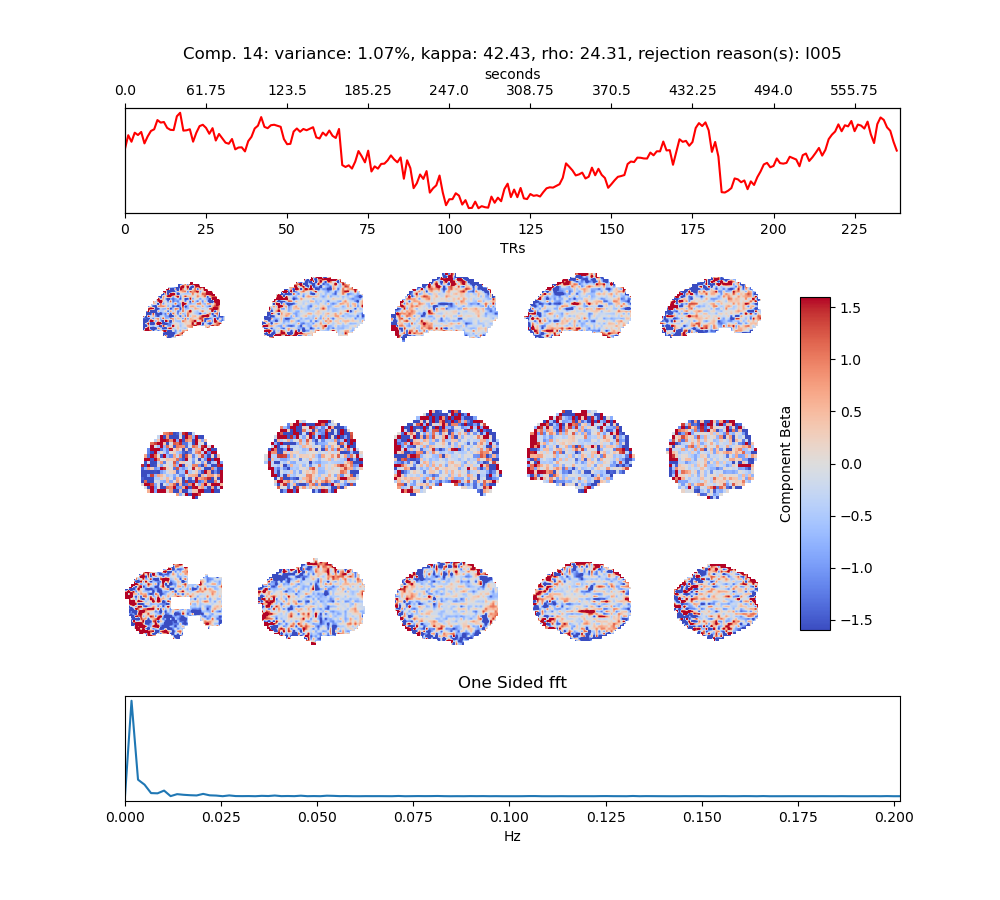 Comp. 14: variance: 1.07%, kappa: 42.43, rho: 24.31, rejection reason(s): I005
seconds
0.0 61.75 123.5 185.25 247.0 308.75 370.5 432.25 494.0 555.75
0 25 50 75 100 125 150 175 200 225
TRs
1.5
1.0
0.5
0.0
−0.5
−1.0
−1.5
Component Beta
One Sided fft
0.000 0.025 0.050 0.075 0.100 0.125 0.150 0.175 0.200
Hz